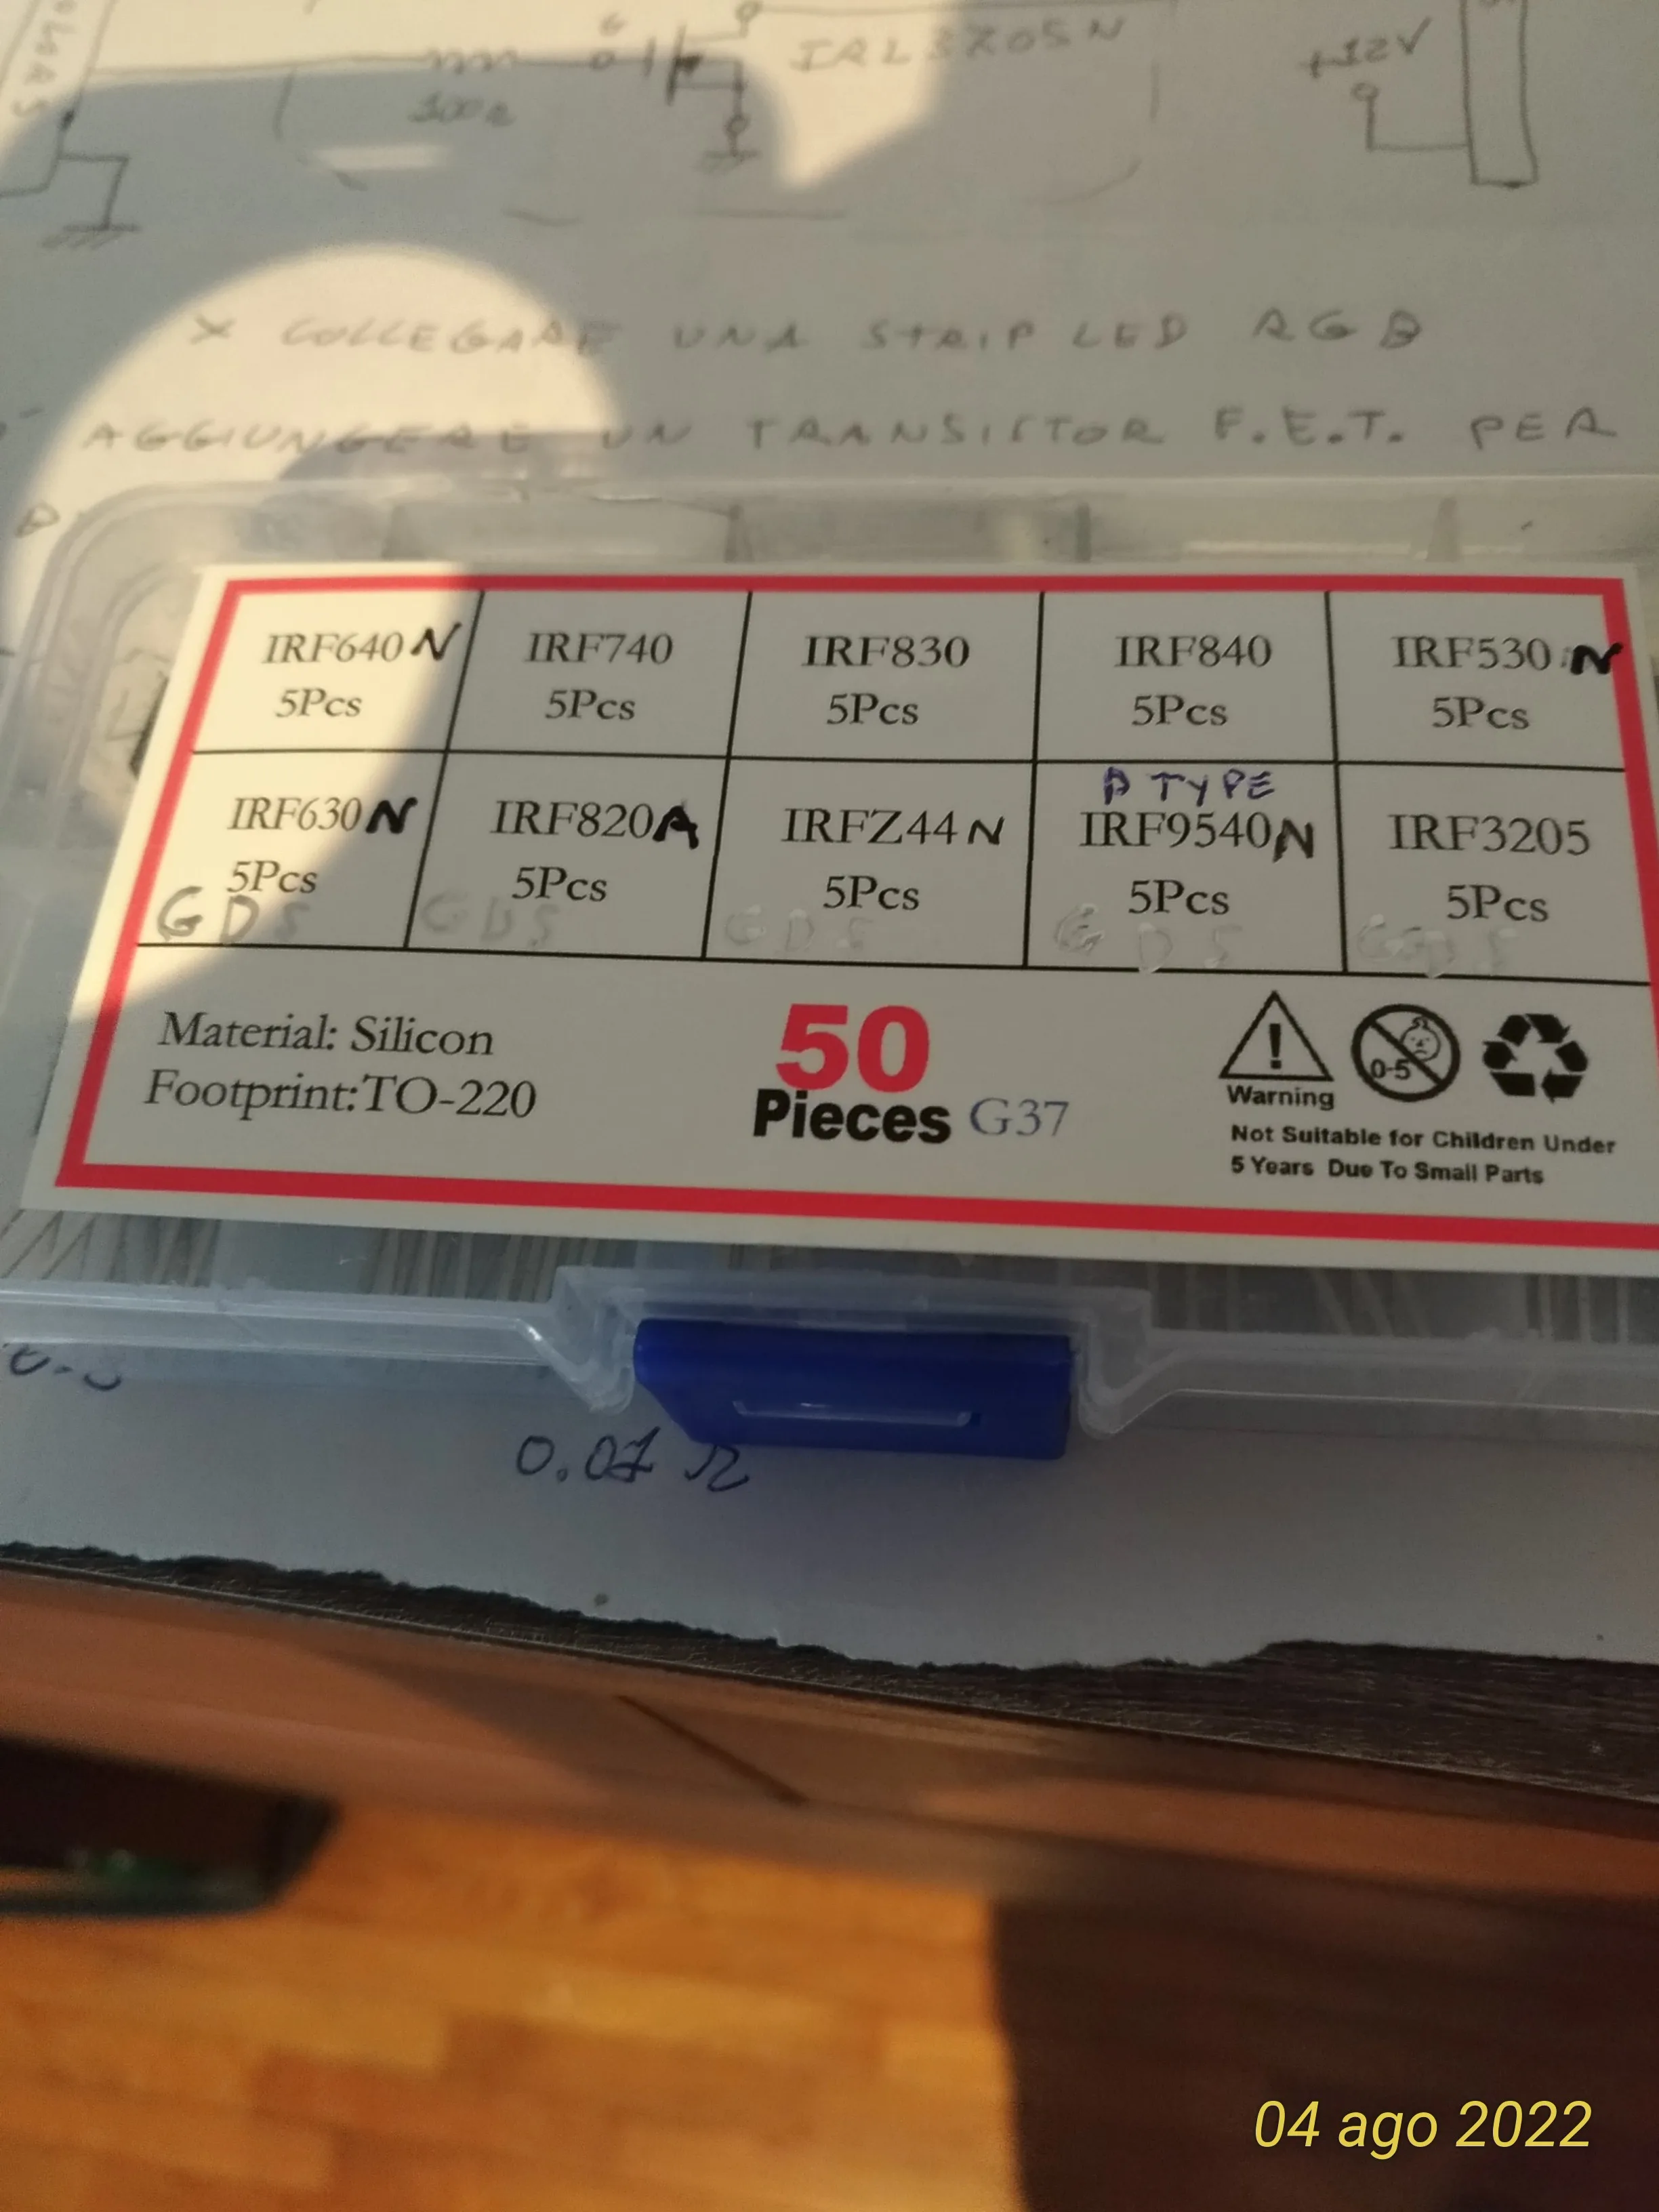 IRL3705N
+12V
100Ω
G
X COLLEGARE UNA STRIP LED RGB
AGGIUNGERE UN TRANSISTOR F.E.T. PER
IRF640 N
5Pcs
IRF740
5Pcs
IRF830
5Pcs
IRF840
5Pcs
IRF530 N
5Pcs
IRF630 N
5Pcs
G D S
IRF820 A
5Pcs
G D S
IRFZ44 N
5Pcs
G D S
P TYPE
IRF9540 N
5Pcs
G D S
IRF3205
5Pcs
G D S
Material: Silicon
Footprint:TO-220
50
Pieces G37
0-5
Warning
Not Suitable for Children Under
5 Years Due To Small Parts
0.01 Ω
04 ago 2022